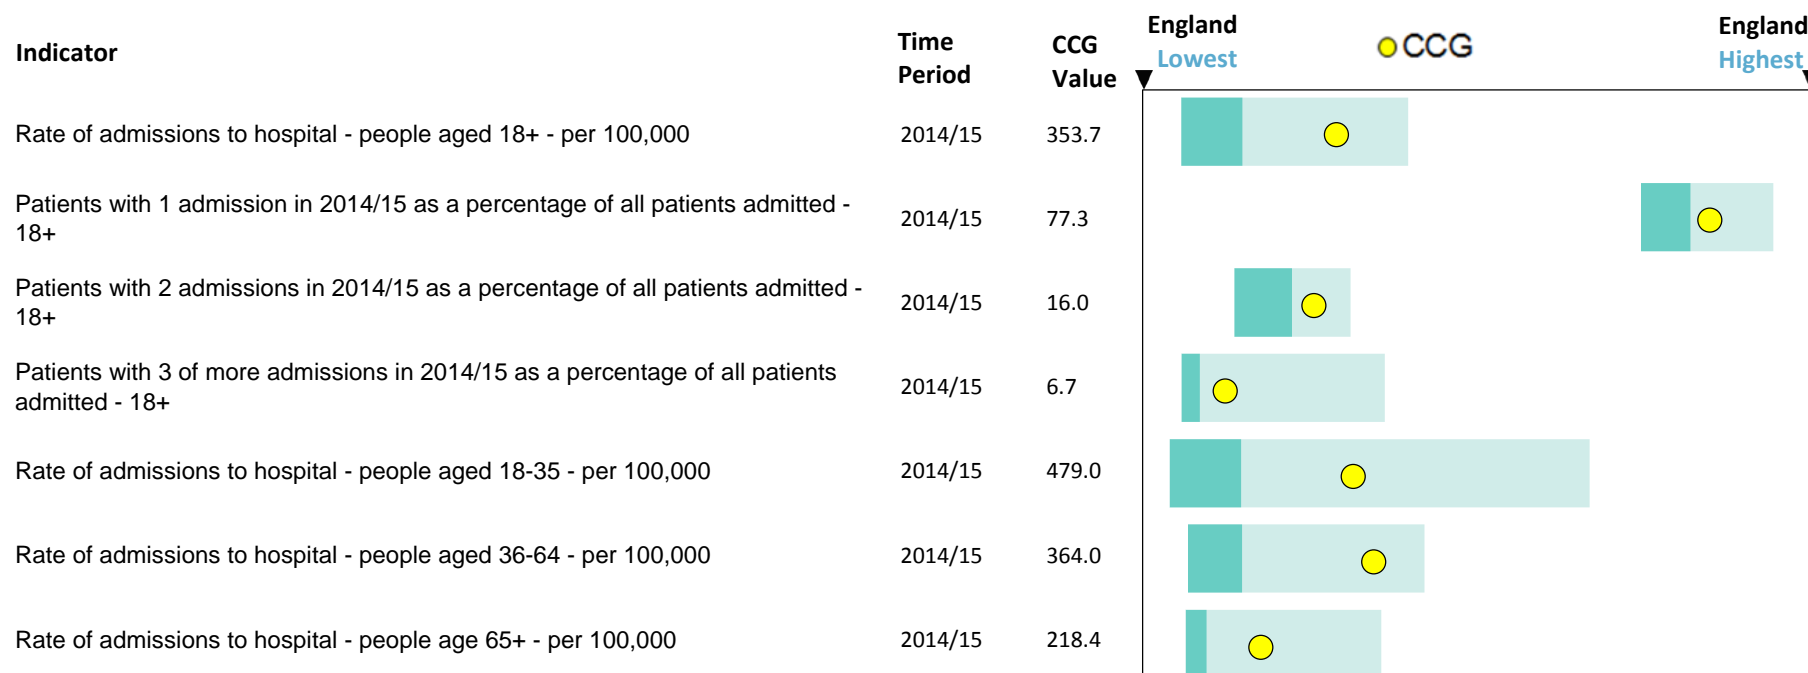 Indicator
Time Period
CCG Value
England Lowest
CCG
England Highest
Rate of admissions to hospital - people aged 18+ - per 100,000
2014/15
353.7
Patients with 1 admission in 2014/15 as a percentage of all patients admitted -
18+
2014/15
77.3
Patients with 2 admissions in 2014/15 as a percentage of all patients admitted -
18+
2014/15
16.0
Patients with 3 of more admissions in 2014/15 as a percentage of all patients
admitted - 18+
2014/15
6.7
Rate of admissions to hospital - people aged 18-35 - per 100,000
2014/15
479.0
Rate of admissions to hospital - people aged 36-64 - per 100,000
2014/15
364.0
Rate of admissions to hospital - people age 65+ - per 100,000
2014/15
218.4